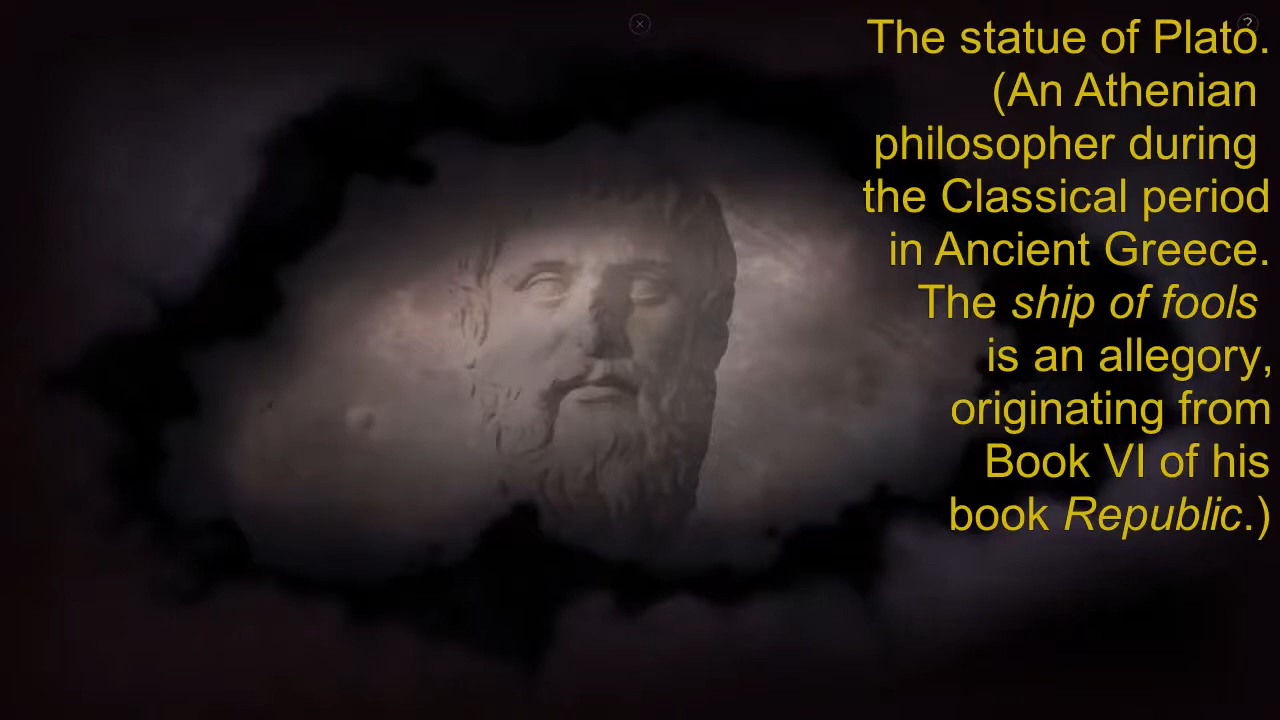 The statue of Plato.
(An Athenian
philosopher during
the Classical period
in Ancient Greece.
The ship of fools
is an allegory,
originating from
Book VI of his
book Republic.)
?